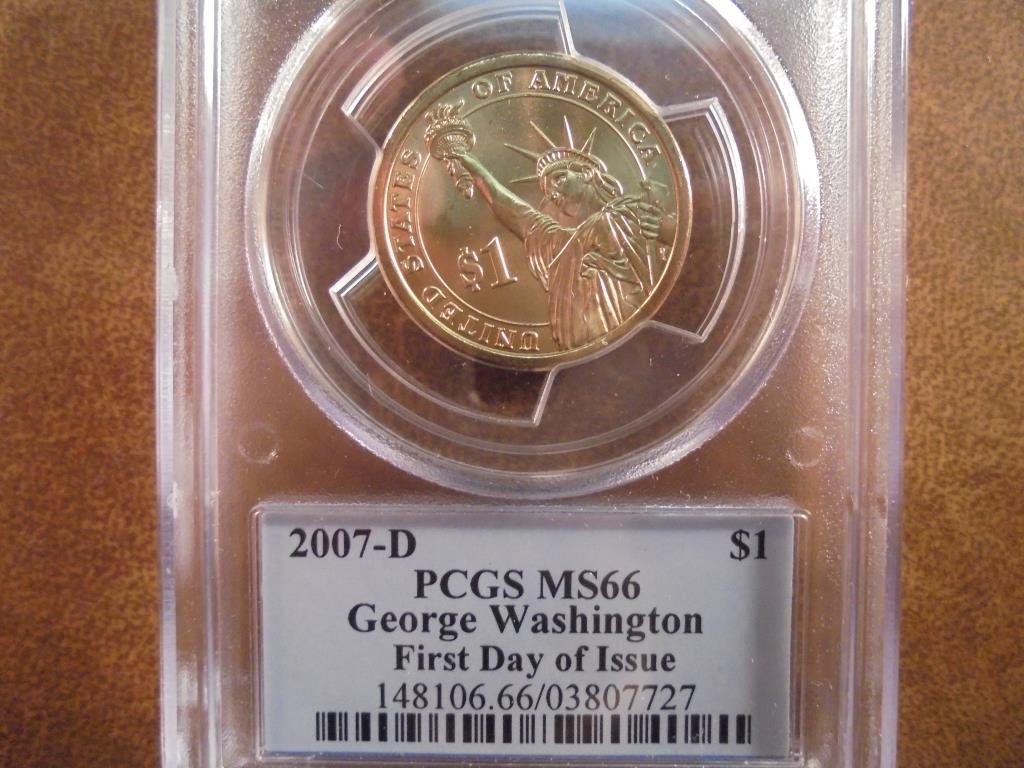 UNITED STATES OF AMERICA
$1
2007-D $1
PCGS MS66
George Washington
First Day of Issue
148106.66/03807727